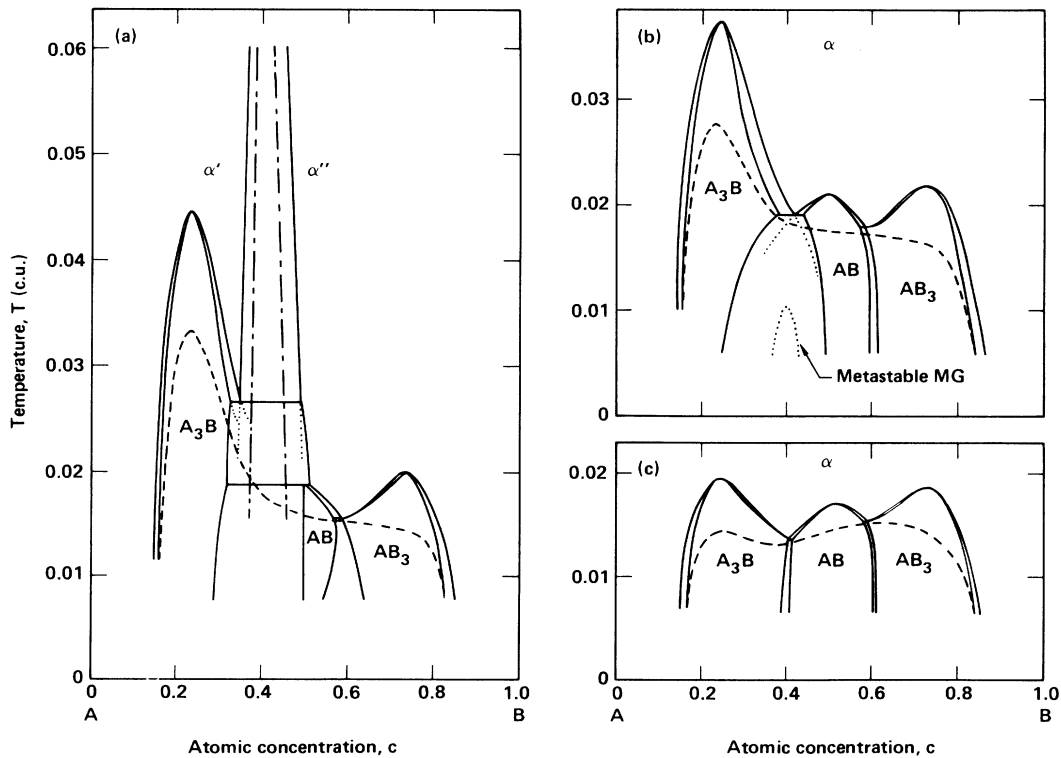 (a)
0.06
0.05
0.04
0.03
0.02
0.01
0
α′
α′′
A3B
AB
AB3
0
0.2
0.4
0.6
0.8
1.0
A
B
Temperature, T (c.u.)
Atomic concentration, c
(b)
α
0.03
0.02
0.01
0
A3B
AB
AB3
Metastable MG
(c)
α
0.02
0.01
0
A3B
AB
AB3
0
0.2
0.4
0.6
0.8
1.0
A
B
Atomic concentration, c